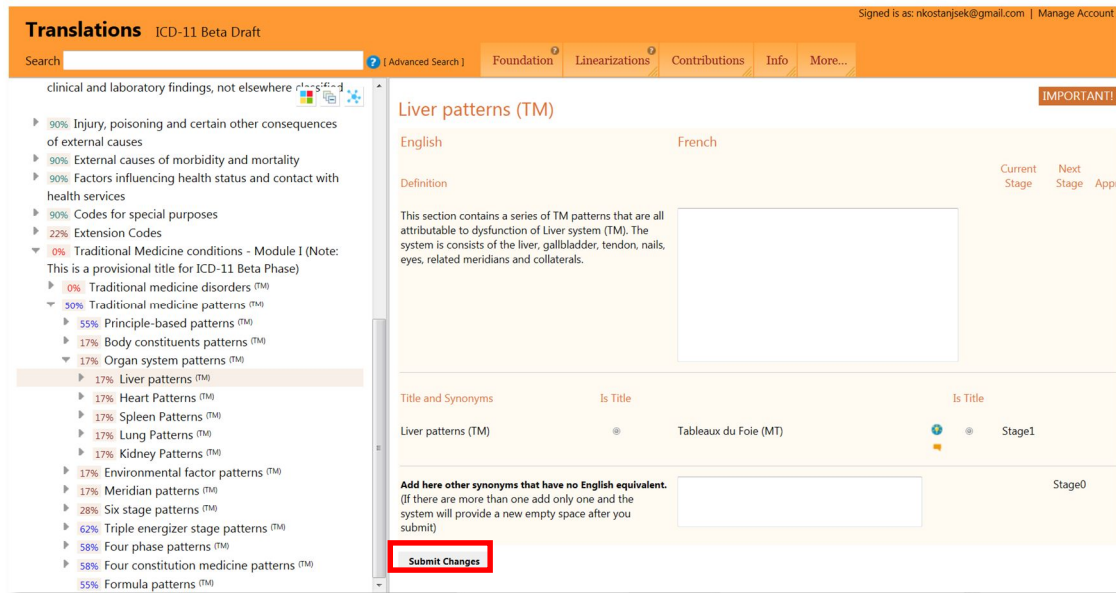 Signed is as: nkostanjsek@gmail.com | Manage Account
Translations ICD-11 Beta Draft
Search
? [ Advanced Search ]
Foundation ? Linearizations ? Contributions Info More...
clinical and laboratory findings, not elsewhere classified
90% Injury, poisoning and certain other consequences
of external causes
90% External causes of morbidity and mortality
90% Factors influencing health status and contact with
health services
90% Codes for special purposes
22% Extension Codes
0% Traditional Medicine conditions - Module I (Note:
This is a provisional title for ICD-11 Beta Phase)
0% Traditional medicine disorders (TM)
50% Traditional medicine patterns (TM)
55% Principle-based patterns (TM)
17% Body constituents patterns (TM)
17% Organ system patterns (TM)
17% Liver patterns (TM)
17% Heart Patterns (TM)
17% Spleen Patterns (TM)
17% Lung Patterns (TM)
17% Kidney Patterns (TM)
17% Environmental factor patterns (TM)
17% Meridian patterns (TM)
28% Six stage patterns (TM)
62% Triple energizer stage patterns (TM)
58% Four phase patterns (TM)
58% Four constitution medicine patterns (TM)
55% Formula patterns (TM)
Liver patterns (TM)
IMPORTANT!
English French
Definition
Current Stage Next Stage Appr
This section contains a series of TM patterns that are all
attributable to dysfunction of Liver system (TM). The
system is consists of the liver, gallbladder, tendon, nails,
eyes, related meridians and collaterals.
Title and Synonyms Is Title Is Title
Liver patterns (TM) Tableaux du Foie (MT) Stage1
Add here other synonyms that have no English equivalent.
(If there are more than one add only one and the
system will provide a new empty space after you
submit)
Stage0
Submit Changes